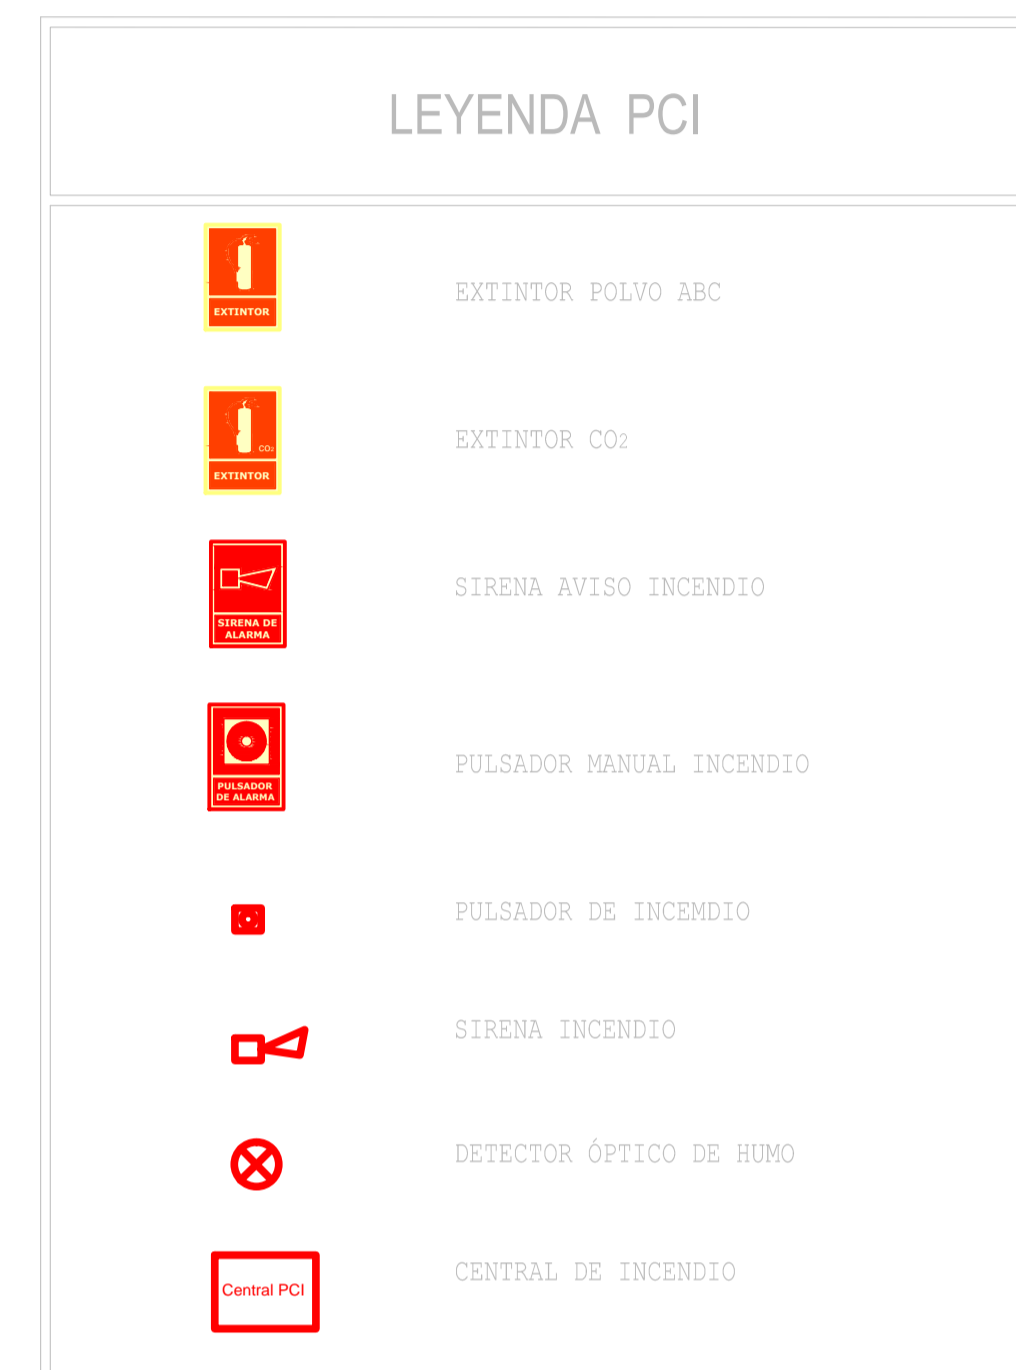 LEYENDA PCI
EXTINTOR
EXTINTOR POLVO ABC
CO2
EXTINTOR
EXTINTOR CO2
SIRENA DE
ALARMA
SIRENA AVISO INCENDIO
PULSADOR
DE ALARMA
PULSADOR MANUAL INCENDIO
PULSADOR DE INCEMDIO
SIRENA INCENDIO
DETECTOR ÓPTICO DE HUMO
Central PCI
CENTRAL DE INCENDIO